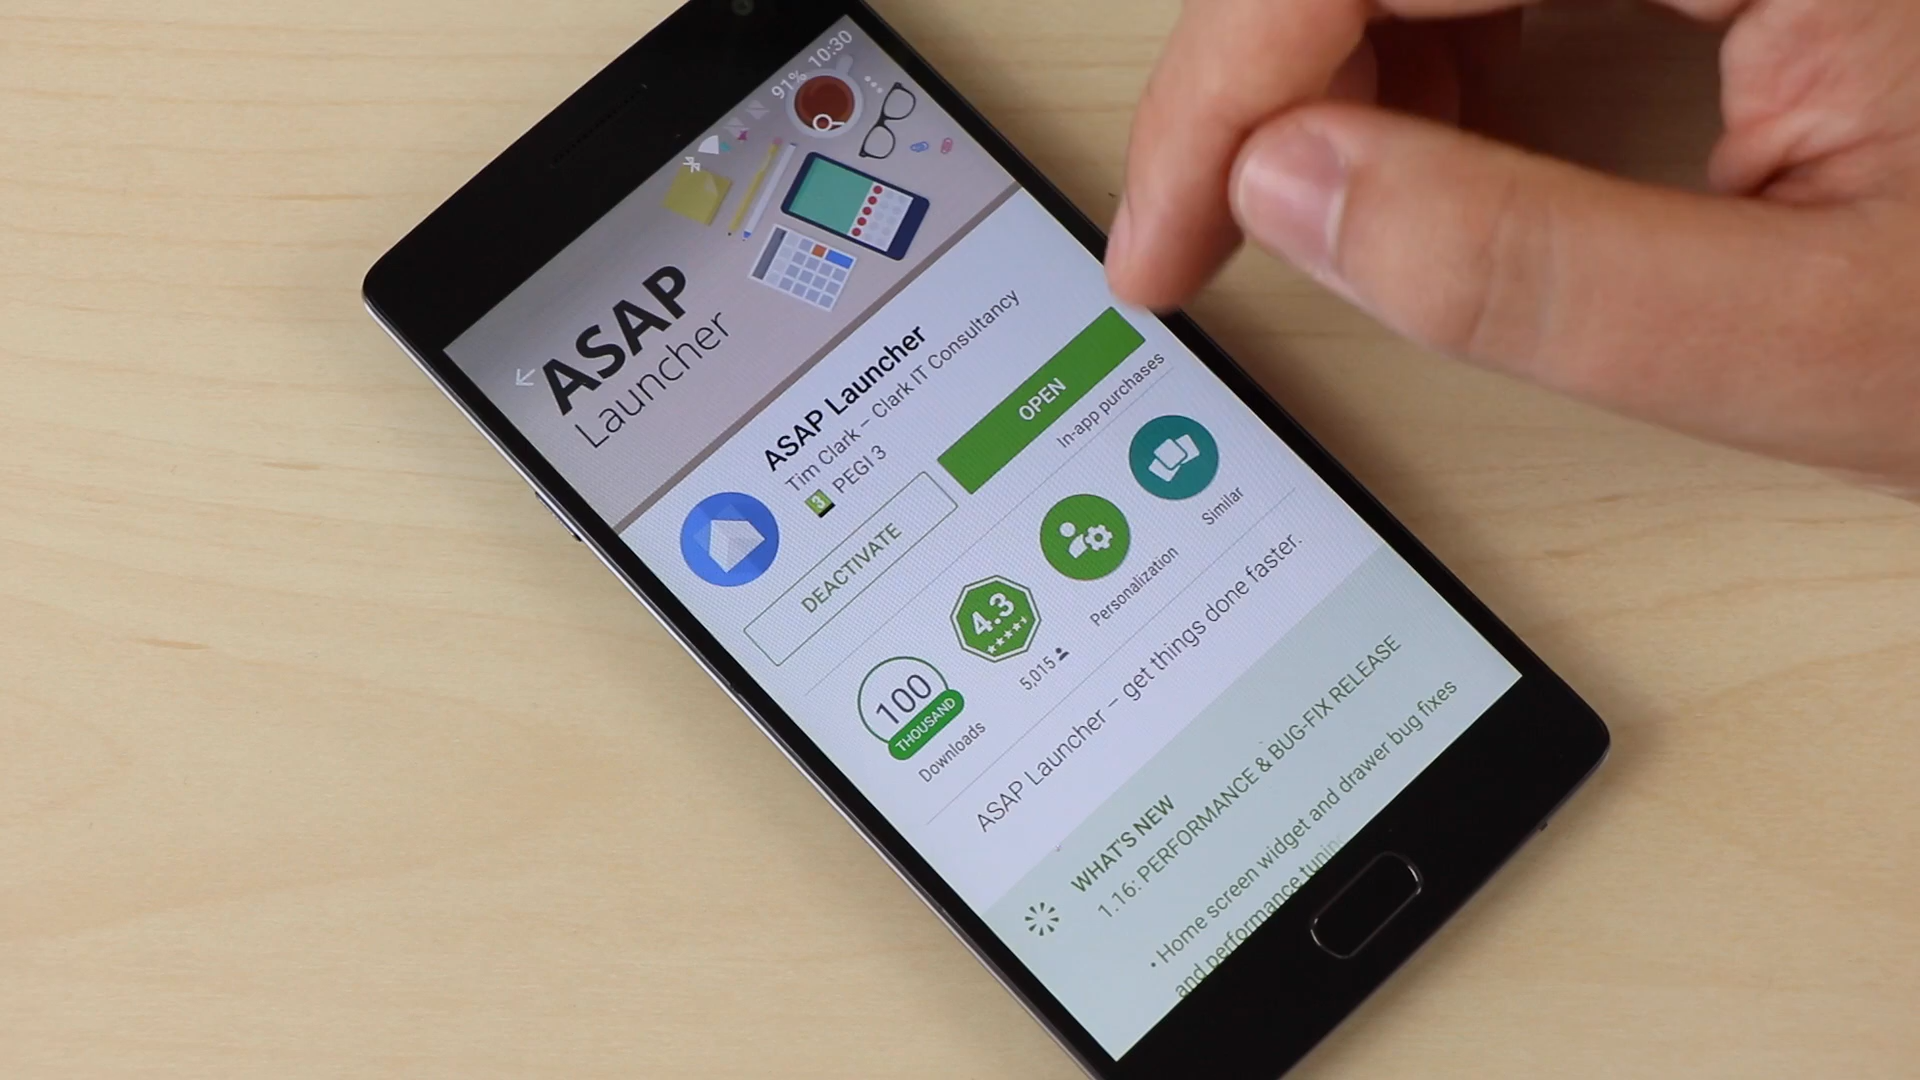 91% 10:30
ASAP
Launcher
ASAP Launcher
Tim Clark – Clark IT Consultancy
3 PEGI 3
DEACTIVATE
OPEN
In-app purchases
100
THOUSAND
Downloads
4.3
5,015
Personalization
Similar
ASAP Launcher – get things done faster.
WHAT'S NEW
1.16: PERFORMANCE & BUG-FIX RELEASE
• Home screen widget and drawer bug fixes
and performance tuning